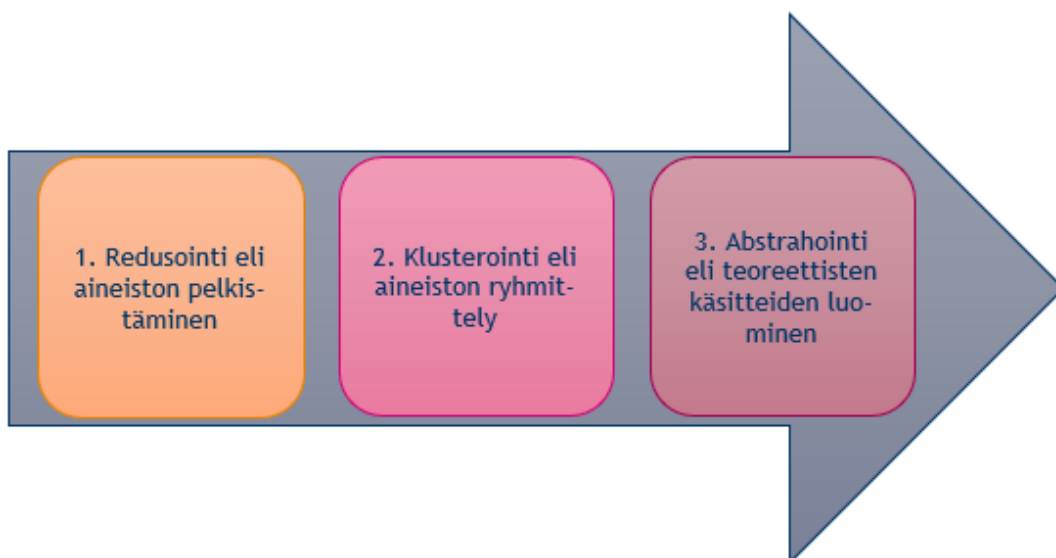 1. Redusointi eli
aineiston pelkis-
täminen
2. Klusterointi eli
aineiston ryhmit-
tely
3. Abstrahointi
eli teoreettisten
käsitteiden luo-
minen